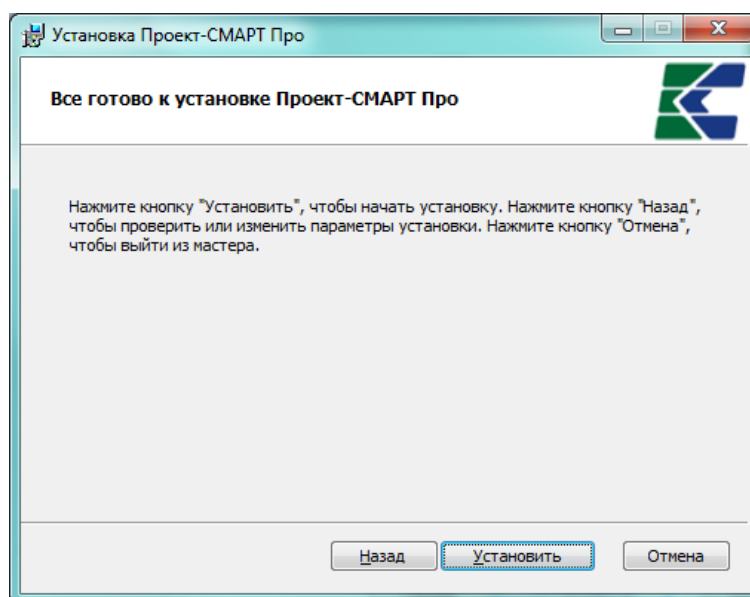 Установка Проект-СМАРТ Про
Все готово к установке Проект-СМАРТ Про
Нажмите кнопку "Установить", чтобы начать установку. Нажмите кнопку "Назад",
чтобы проверить или изменить параметры установки. Нажмите кнопку "Отмена",
чтобы выйти из мастера.
Назад Установить Отмена